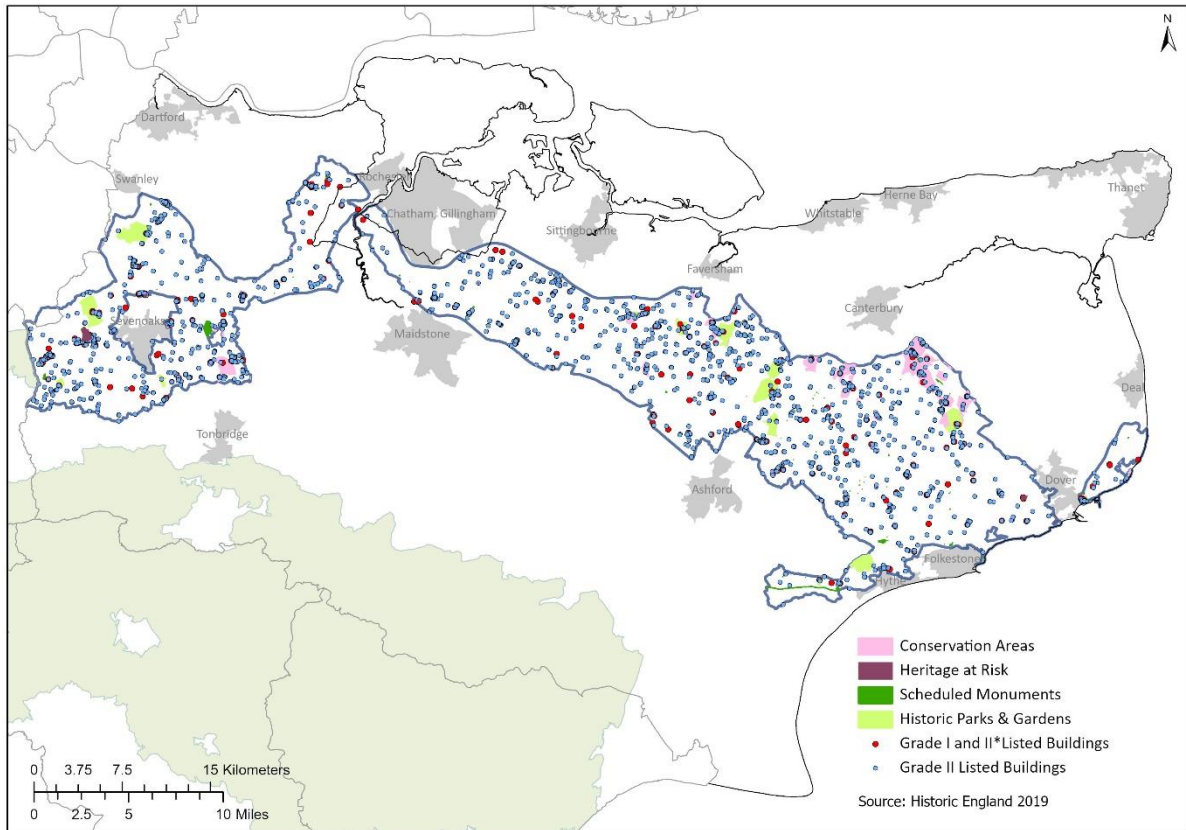 N
Dartford
Swanley
Rochester
Chatham
Gillingham
Sittingbourne
Whitstable
Herne Bay
Thanet
Faversham
Canterbury
Sevenoaks
Maidstone
Deal
Tonbridge
Ashford
Dover
Folkestone
Hythe
Conservation Areas
Heritage at Risk
Scheduled Monuments
Historic Parks & Gardens
Grade I and II*Listed Buildings
Grade II Listed Buildings
Source: Historic England 2019
0 3.75 7.5 15 Kilometers
0 2.5 5 10 Miles